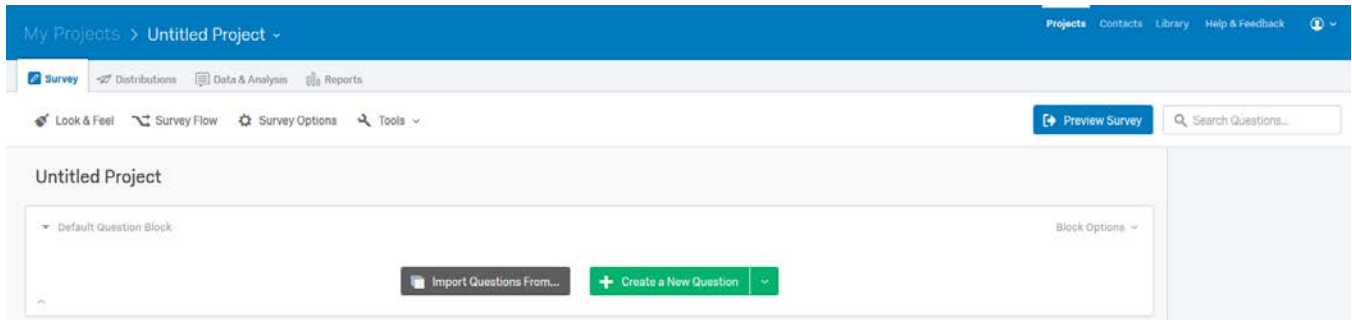 My Projects > Untitled Project
Projects Contacts Library Help & Feedback
Survey Distributions Data & Analysis Reports
Look & Feel Survey Flow Survey Options Tools
Preview Survey Search Questions...
Untitled Project
Default Question Block Block Options
Import Questions From... Create a New Question